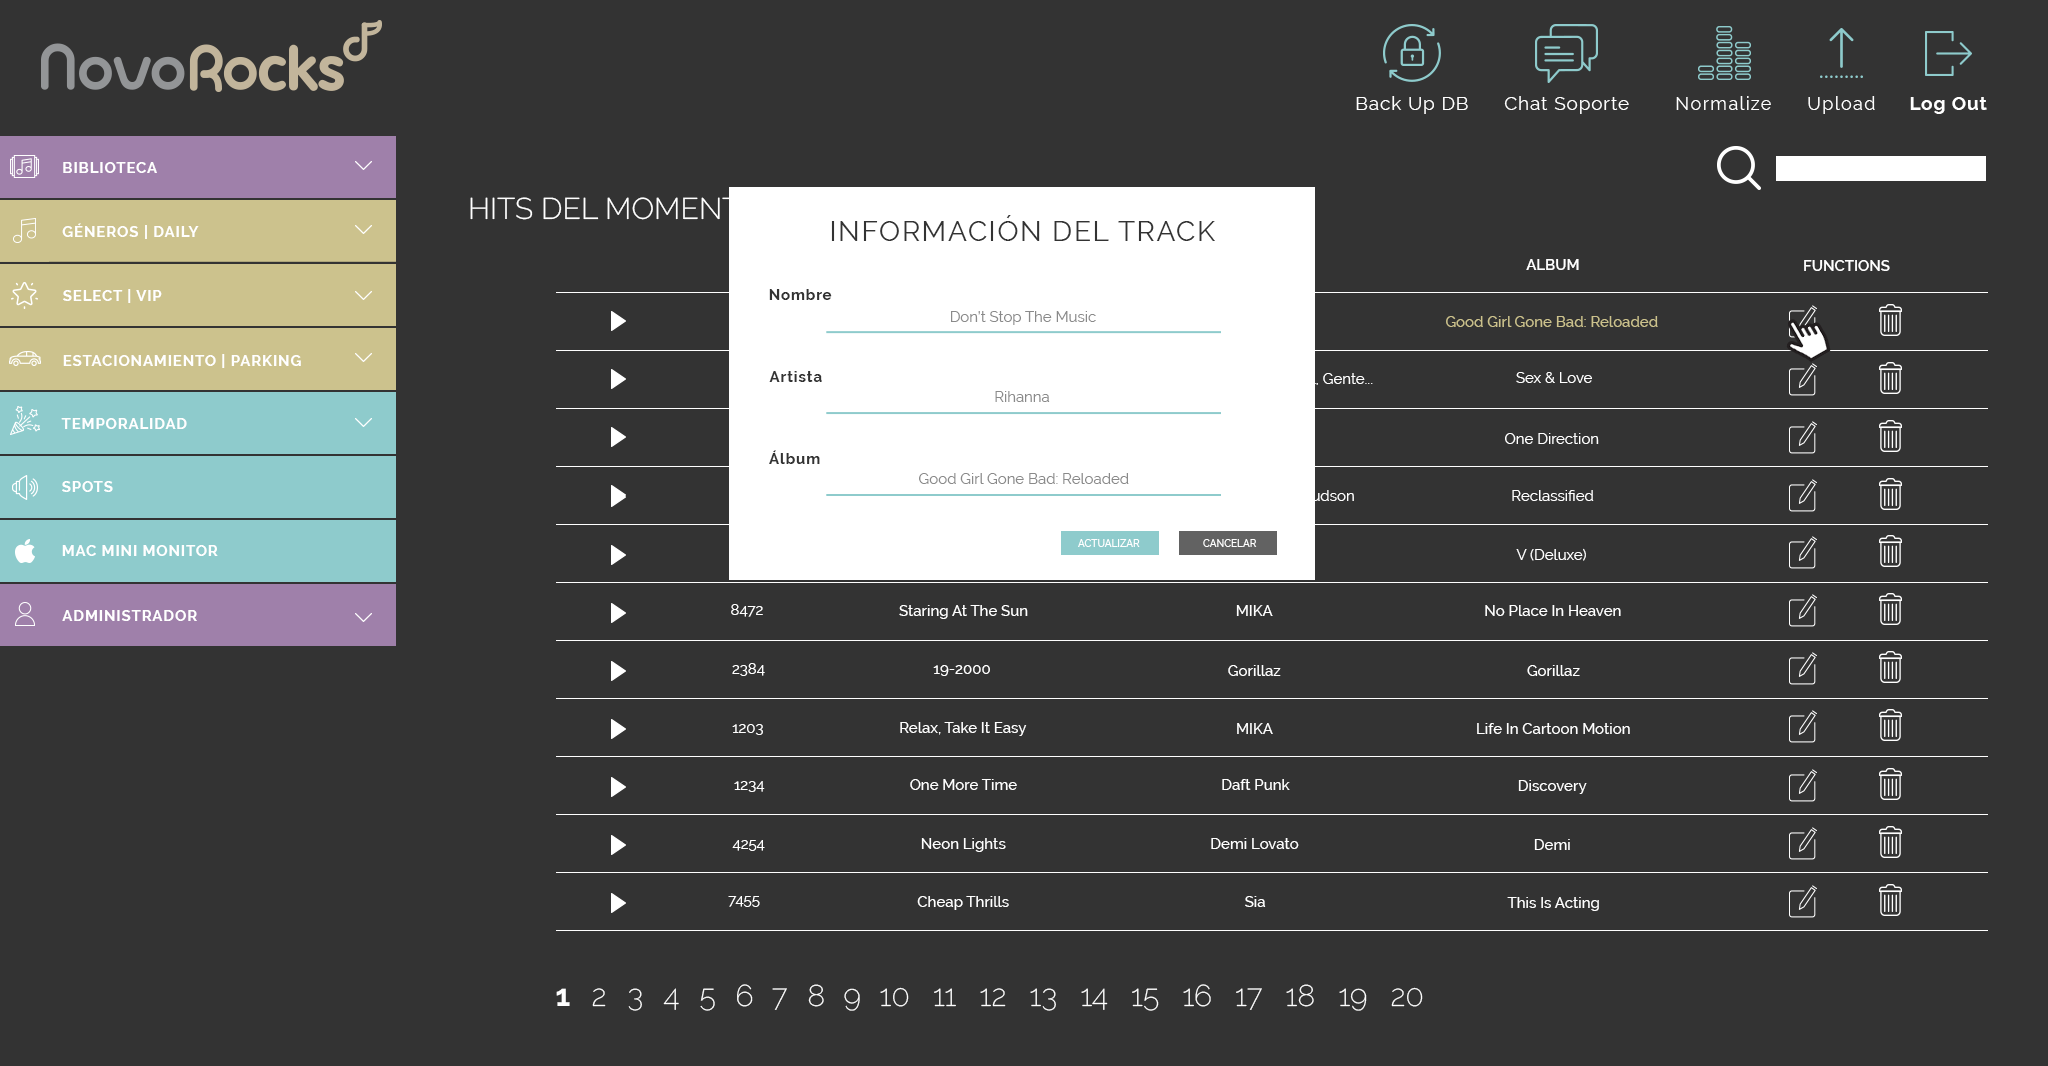 NovoRocks
Back Up DB
Chat Soporte
Normalize
Upload
Log Out
BIBLIOTECA
GÉNEROS | DAILY
SELECT | VIP
ESTACIONAMIENTO | PARKING
TEMPORALIDAD
SPOTS
MAC MINI MONITOR
ADMINISTRADOR
HITS DEL MOMENT
INFORMACIÓN DEL TRACK
Nombre
Don't Stop The Music
Artista
Rihanna
Álbum
Good Girl Gone Bad: Reloaded
ACTUALIZAR
CANCELAR
ALBUM FUNCTIONS
Good Girl Gone Bad: Reloaded
, Gente... Sex & Love
One Direction
udson Reclassified
V (Deluxe)
8472 Staring At The Sun MIKA No Place In Heaven
2384 19-2000 Gorillaz Gorillaz
1203 Relax, Take It Easy MIKA Life In Cartoon Motion
1234 One More Time Daft Punk Discovery
4254 Neon Lights Demi Lovato Demi
7455 Cheap Thrills Sia This Is Acting
1 2 3 4 5 6 7 8 9 10 11 12 13 14 15 16 17 18 19 20